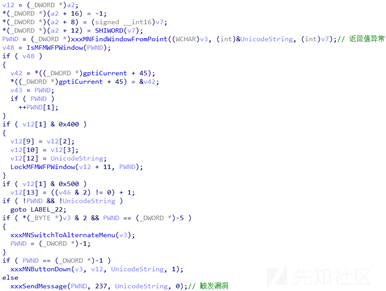 v12 = (_DWORD *)a2;
*(_DWORD *)(a2 + 16) = -1;
*(_DWORD *)(a2 + 8) = (signed __int16)v7;
*(_DWORD *)(a2 + 12) = SHIWORD(v7);
PWND = (_DWORD *)xxxMNFindWindowFromPoint((WCHAR)v3, (int)&UnicodeString, (int)v7);// 返回值异常
v48 = IsMFMWFPWindow(PWND);
if ( v48 )
{
v42 = *((_DWORD *)gptiCurrent + 45);
*((_DWORD *)gptiCurrent + 45) = &v42;
v43 = PWND;
if ( PWND )
++PWND[1];
}
if ( v12[1] & 0x400 )
{
v12[9] = v12[2];
v12[10] = v12[3];
v12[12] = UnicodeString;
LockMFMWFPWindow(v12 + 11, PWND);
}
if ( v12[1] & 0x500 )
v12[13] = ((v46 & 2) != 0) + 1;
if ( !PWND && !UnicodeString )
goto LABEL_22;
if ( *(_BYTE *)v3 & 2 && PWND == (_DWORD *)-5 )
{
xxxMNSwitchToAlternateMenu(v3);
PWND = (_DWORD *)-1;
}
if ( PWND == (_DWORD *)-1 )
xxxMNButtonDown(v3, v12, UnicodeString, 1);
else
xxxSendMessage(PWND, 237, UnicodeString, 0);// 触发漏洞
先知社区